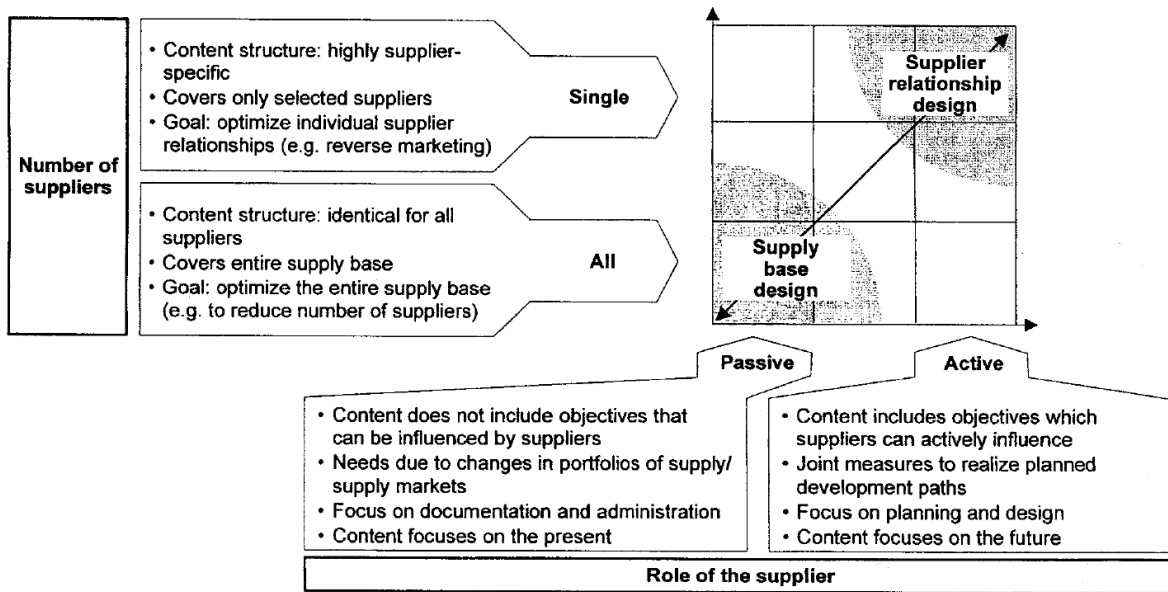 Number of
suppliers
• Content structure: highly supplier-
specific
• Covers only selected suppliers
• Goal: optimize individual supplier
relationships (e.g. reverse marketing)
Single
• Content structure: identical for all
suppliers
• Covers entire supply base
• Goal: optimize the entire supply base
(e.g. to reduce number of suppliers)
All
Supplier
relationship
design
Supply
base
design
Passive
• Content does not include objectives that
can be influenced by suppliers
• Needs due to changes in portfolios of supply/
supply markets
• Focus on documentation and administration
• Content focuses on the present
Active
• Content includes objectives which
suppliers can actively influence
• Joint measures to realize planned
development paths
• Focus on planning and design
• Content focuses on the future
Role of the supplier